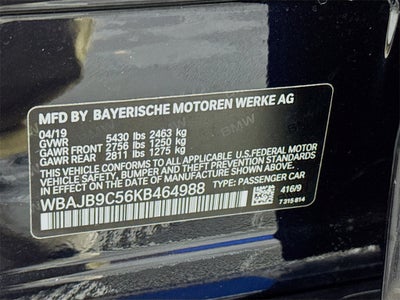 MFD BY BAYERISCHE MOTOREN WERKE AG
04/19
GVWR 5430 lbs 2463 kg
GAWR FRONT 2756 lbs 1250 kg
GAWR REAR 2811 lbs 1275 kg
THIS VEHICLE CONFORMS TO ALL APPLICABLE U.S.FEDERAL MOTOR
VEHICLE SAFETY, BUMPER, AND THEFT PREVENTION STANDARDS
IN EFFECT ON THE DATE OF MANUFACTURE SHOWN ABOVE.
WBAJB9C56KB464988 TYPE: PASSENGER CAR
416/9
7 315 814